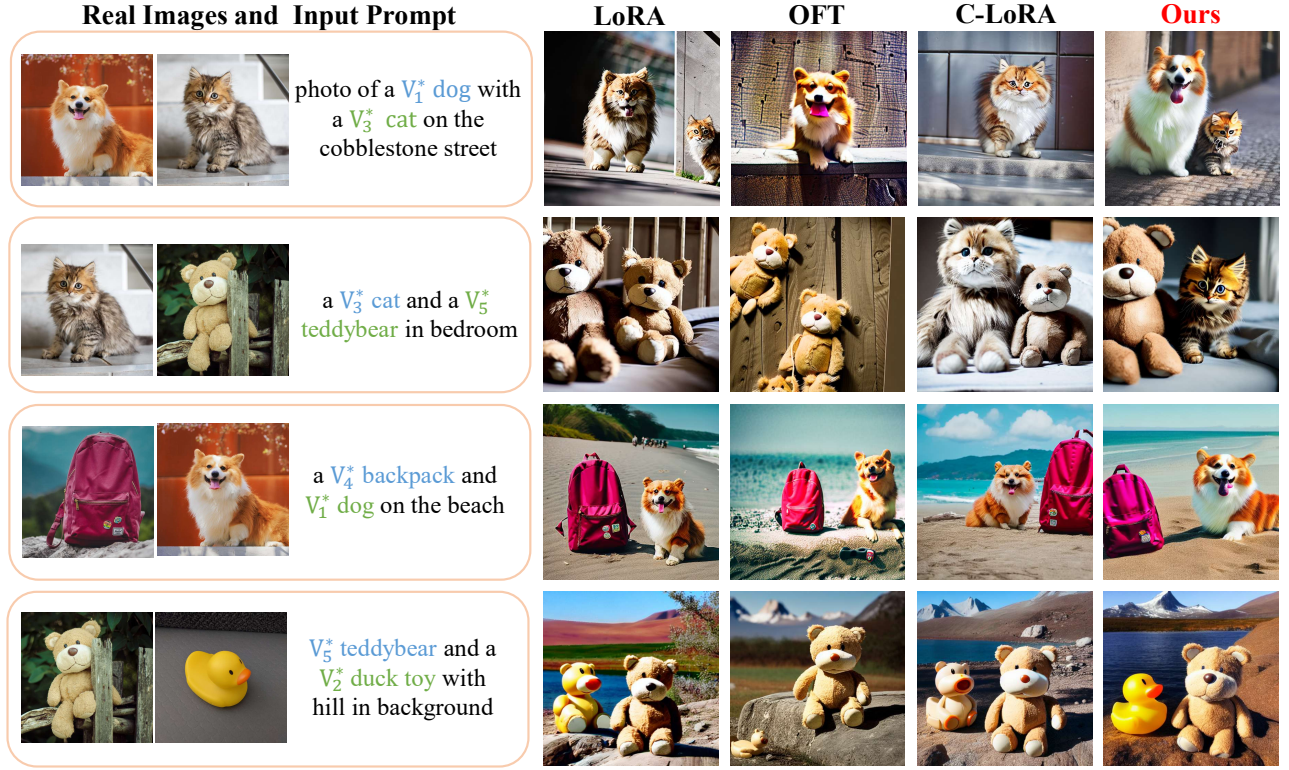 Real Images and Input Prompt
LoRA
OFT
C-LoRA
Ours
photo of a V₁* dog with
a V₃* cat on the
cobblestone street
a V₃* cat and a V₅*
teddybear in bedroom
a V₄* backpack and
V₁* dog on the beach
V₅* teddybear and a
V₂* duck toy with
hill in background